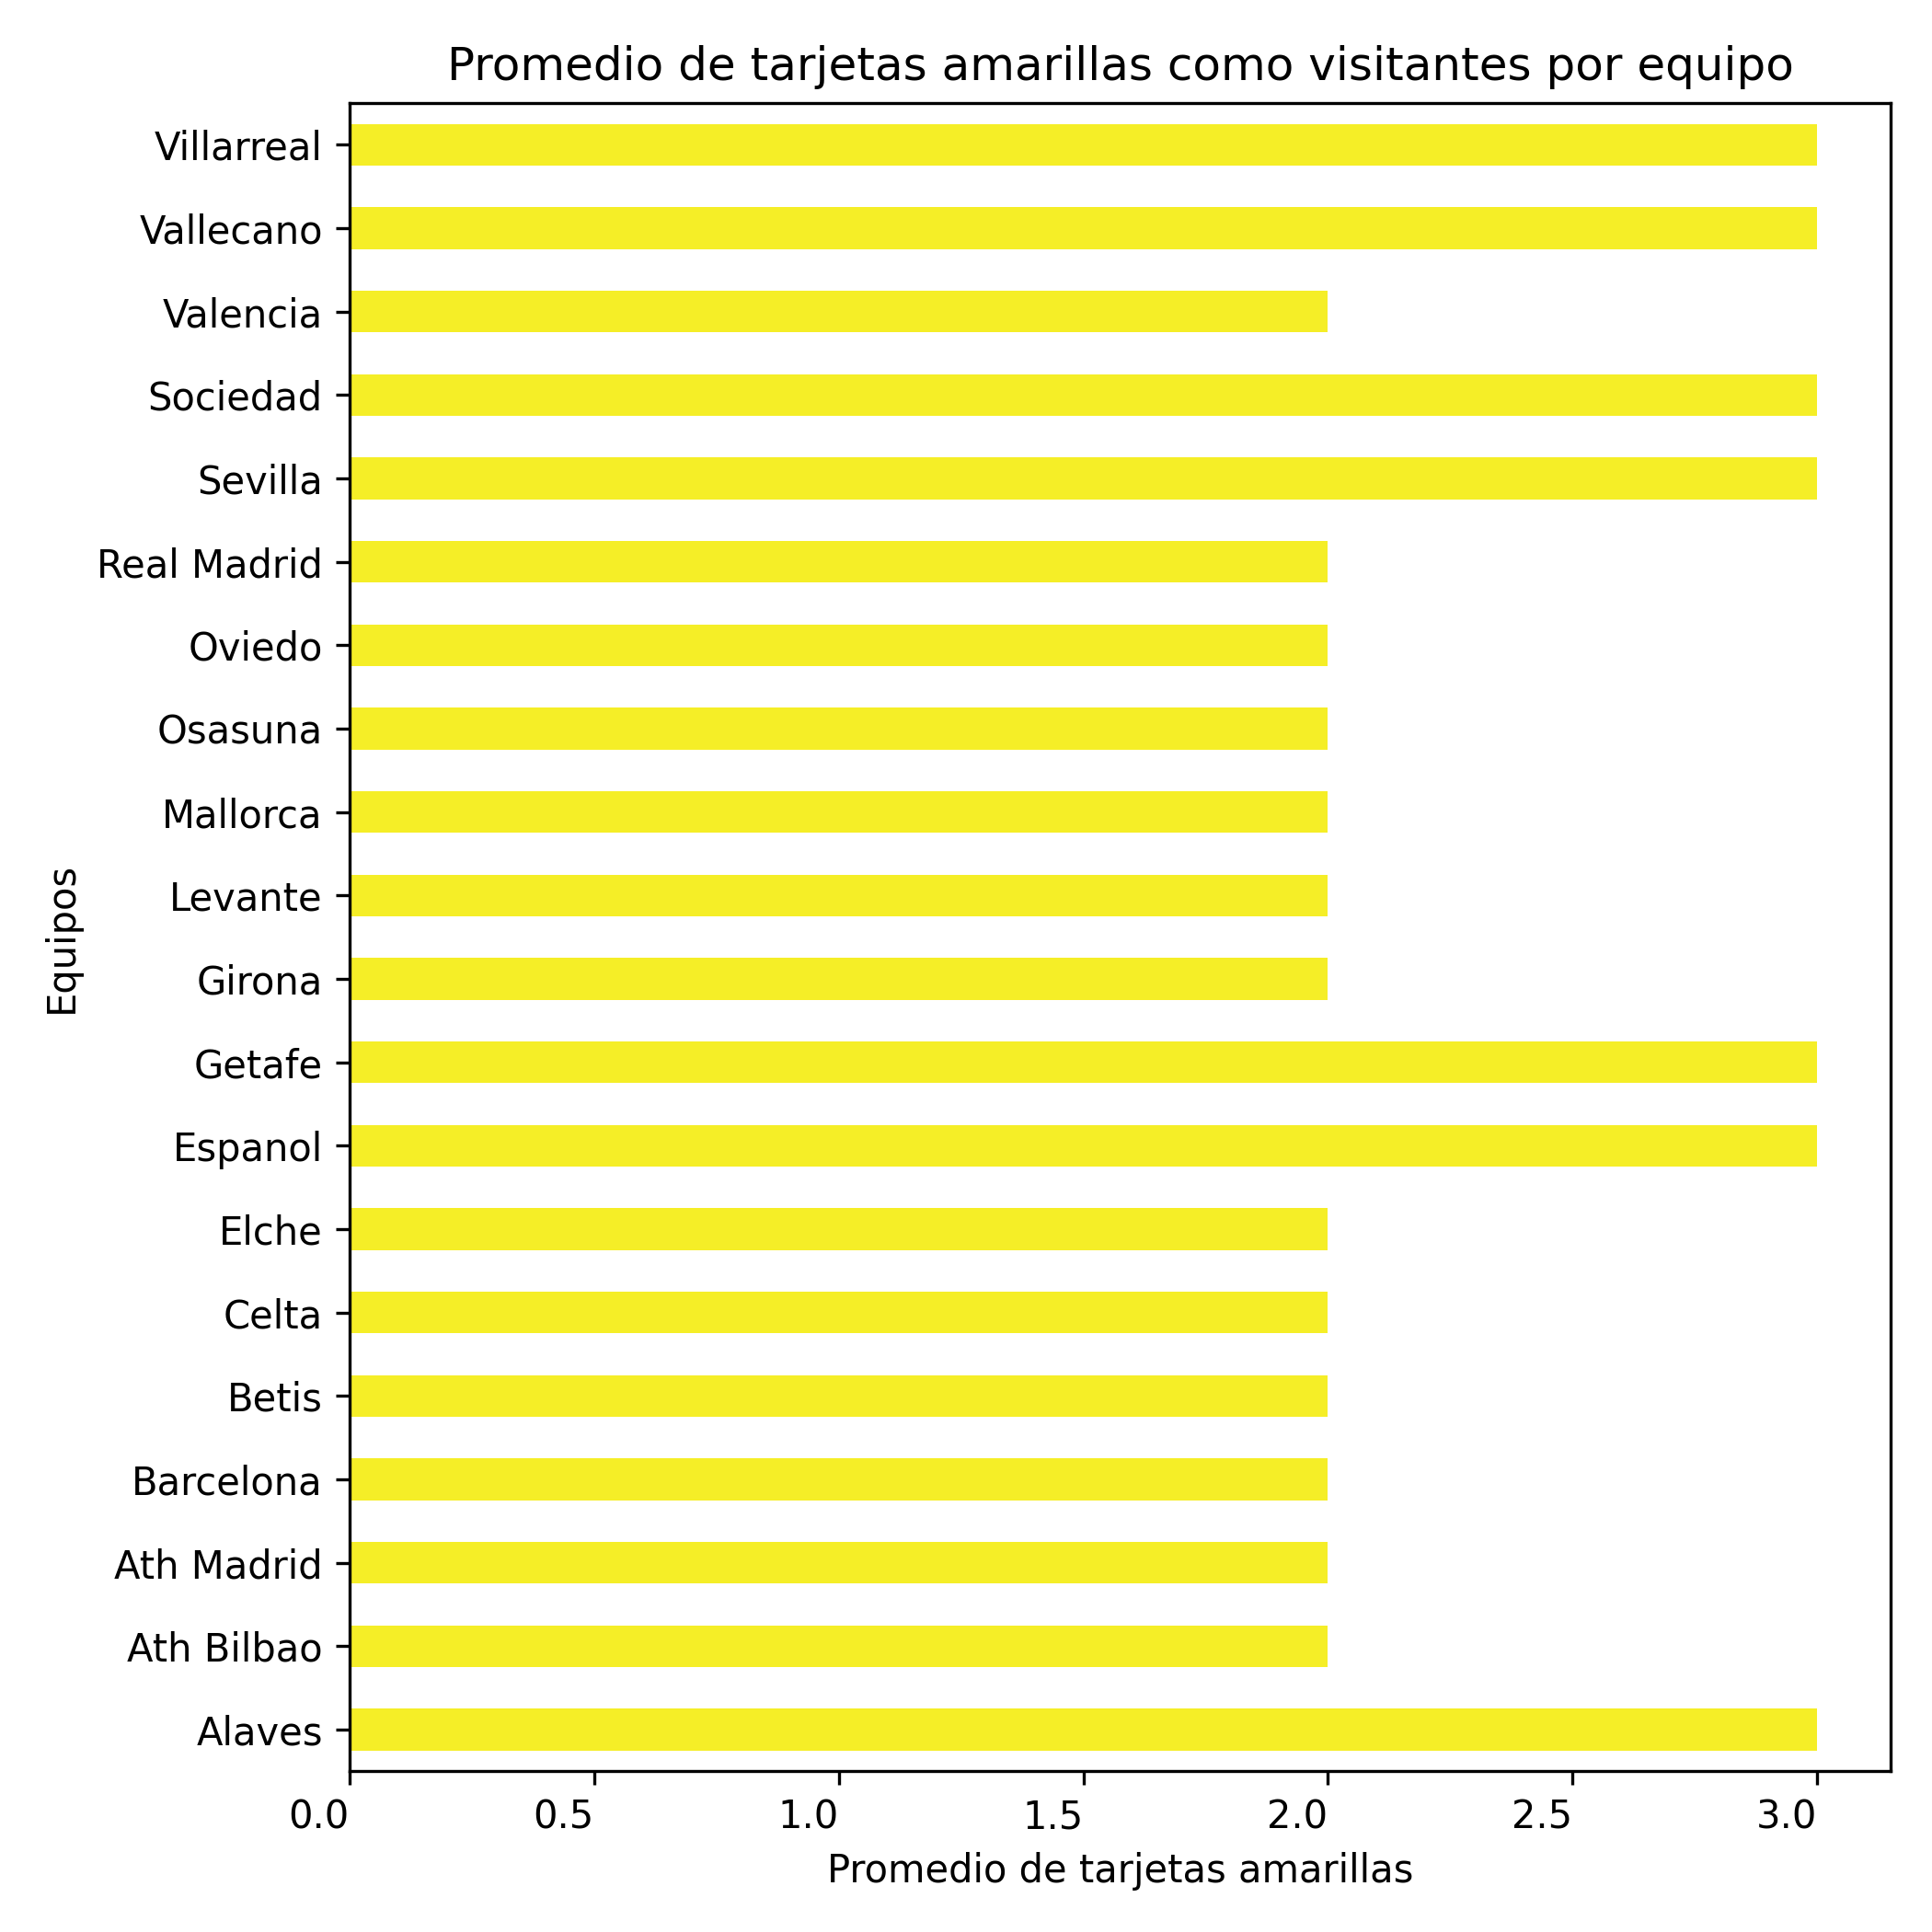 Promedio de tarjetas amarillas como visitantes por equipo
Villarreal
Vallecano
Valencia
Sociedad
Sevilla
Real Madrid
Oviedo
Osasuna
Mallorca
Levante
Girona
Getafe
Espanol
Elche
Celta
Betis
Barcelona
Ath Madrid
Ath Bilbao
Alaves
Equipos
0.0 0.5 1.0 1.5 2.0 2.5 3.0
Promedio de tarjetas amarillas